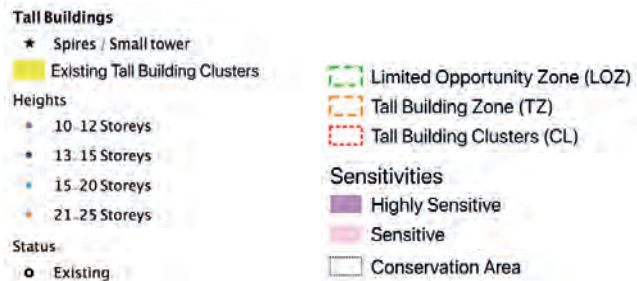 Tall Buildings
Spires / Small tower
Existing Tall Building Clusters
Heights
10-12 Storeys
13-15 Storeys
15-20 Storeys
21-25 Storeys
Status
Existing
Limited Opportunity Zone (LOZ)
Tall Building Zone (TZ)
Tall Building Clusters (CL)
Sensitivities
Highly Sensitive
Sensitive
Conservation Area